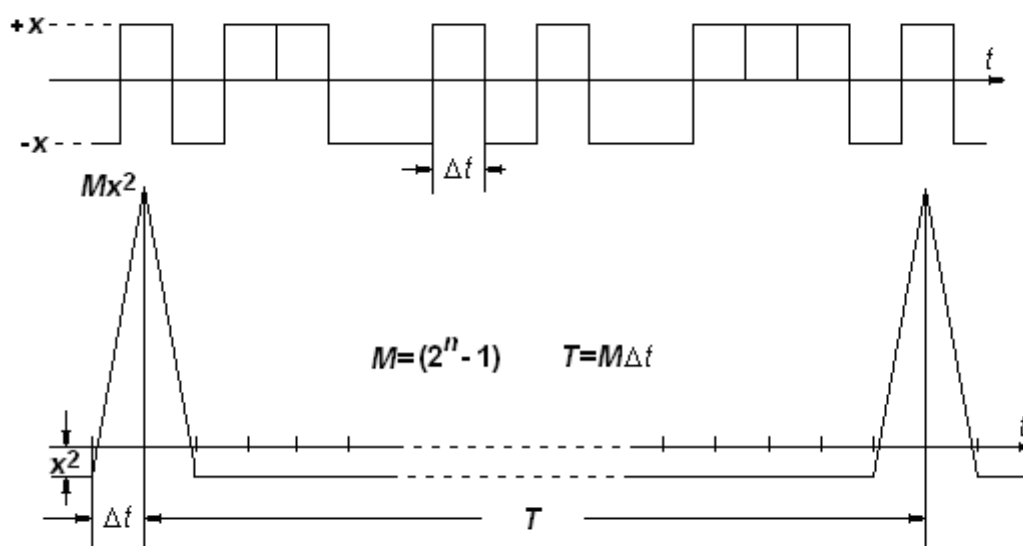 +x
t
-x
Δt
Mx²
M=(2ⁿ-1) T=MΔt
t
x²
Δt
T